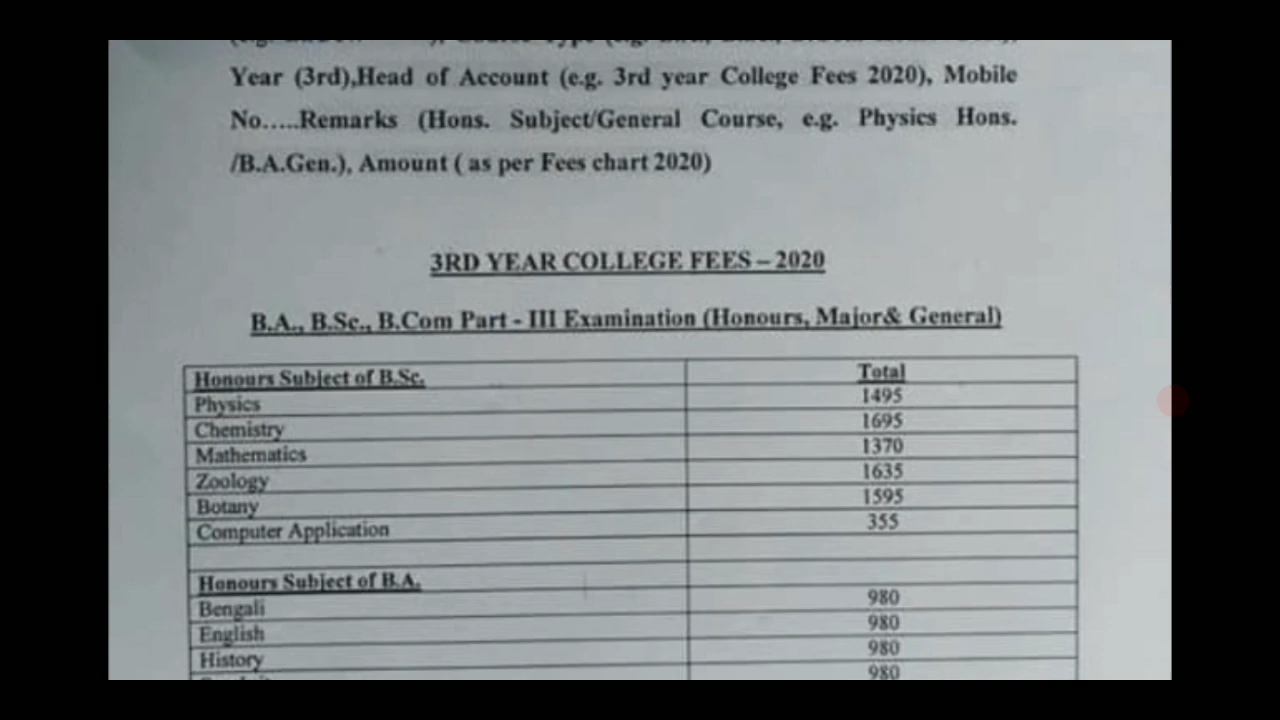 Year (3rd),Head of Account (e.g. 3rd year College Fees 2020), Mobile
No.....Remarks (Hons. Subject/General Course, e.g. Physics Hons.
/B.A.Gen.), Amount ( as per Fees chart 2020)
3RD YEAR COLLEGE FEES – 2020
B.A., B.Sc., B.Com Part - III Examination (Honours, Major& General)
Honours Subject of B.Sc. Total
Physics 1495
Chemistry 1695
Mathematics 1370
Zoology 1635
Botany 1595
Computer Application 355
Honours Subject of B.A.
Bengali 980
English 980
History 980
980